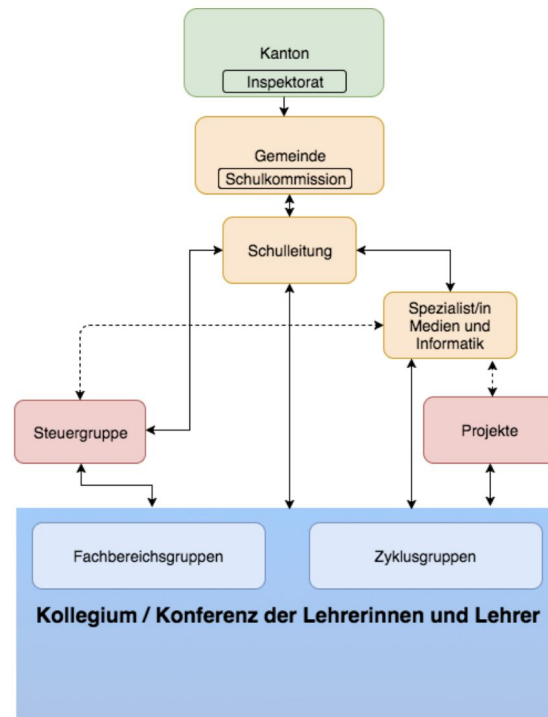 Kanton
Inspektorat
Gemeinde
Schulkommission
Schulleitung
Spezialist/in
Medien und
Informatik
Steuergruppe
Projekte
Fachbereichsgruppen
Zyklusgruppen
Kollegium / Konferenz der Lehrerinnen und Lehrer